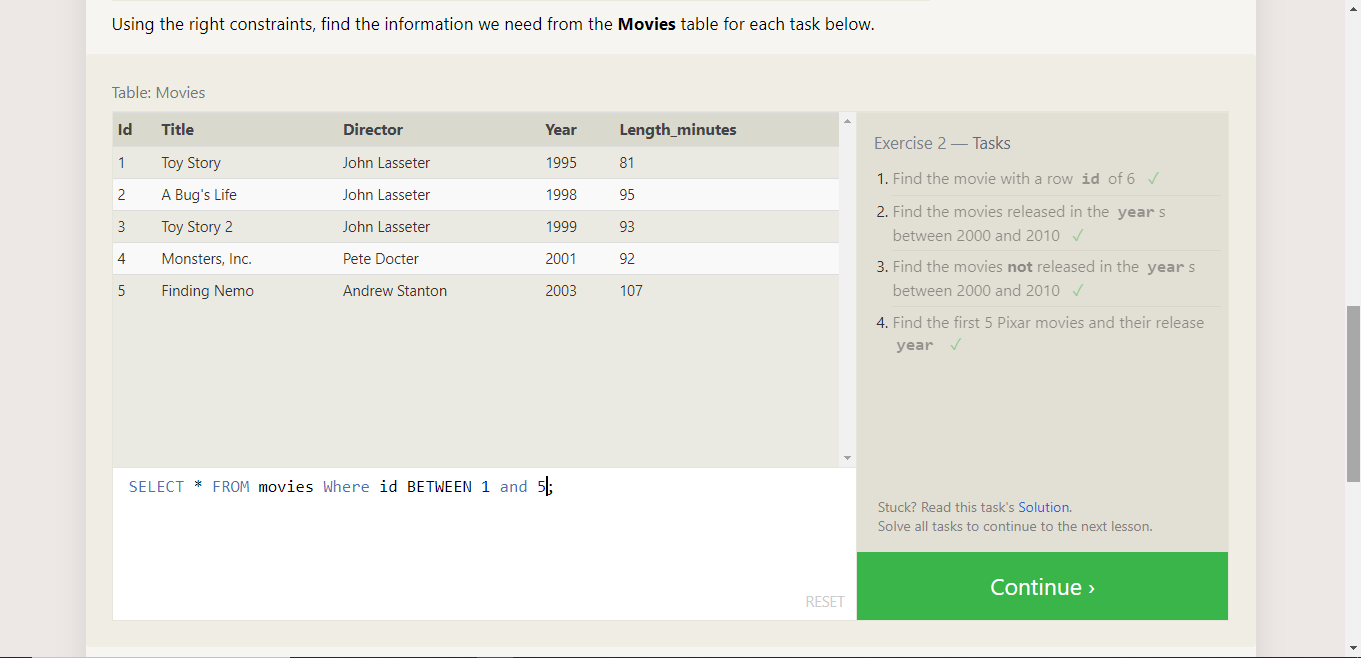 Using the right constraints, find the information we need from the Movies table for each task below.
Table: Movies
Id Title Director Year Length_minutes
1 Toy Story John Lasseter 1995 81
2 A Bug's Life John Lasseter 1998 95
3 Toy Story 2 John Lasseter 1999 93
4 Monsters, Inc. Pete Docter 2001 92
5 Finding Nemo Andrew Stanton 2003 107
SELECT * FROM movies Where id BETWEEN 1 and 5;
RESET
Exercise 2 — Tasks
1. Find the movie with a row id of 6 ✓
2. Find the movies released in the year s
between 2000 and 2010 ✓
3. Find the movies not released in the year s
between 2000 and 2010 ✓
4. Find the first 5 Pixar movies and their release
year ✓
Stuck? Read this task's Solution.
Solve all tasks to continue to the next lesson.
Continue ›